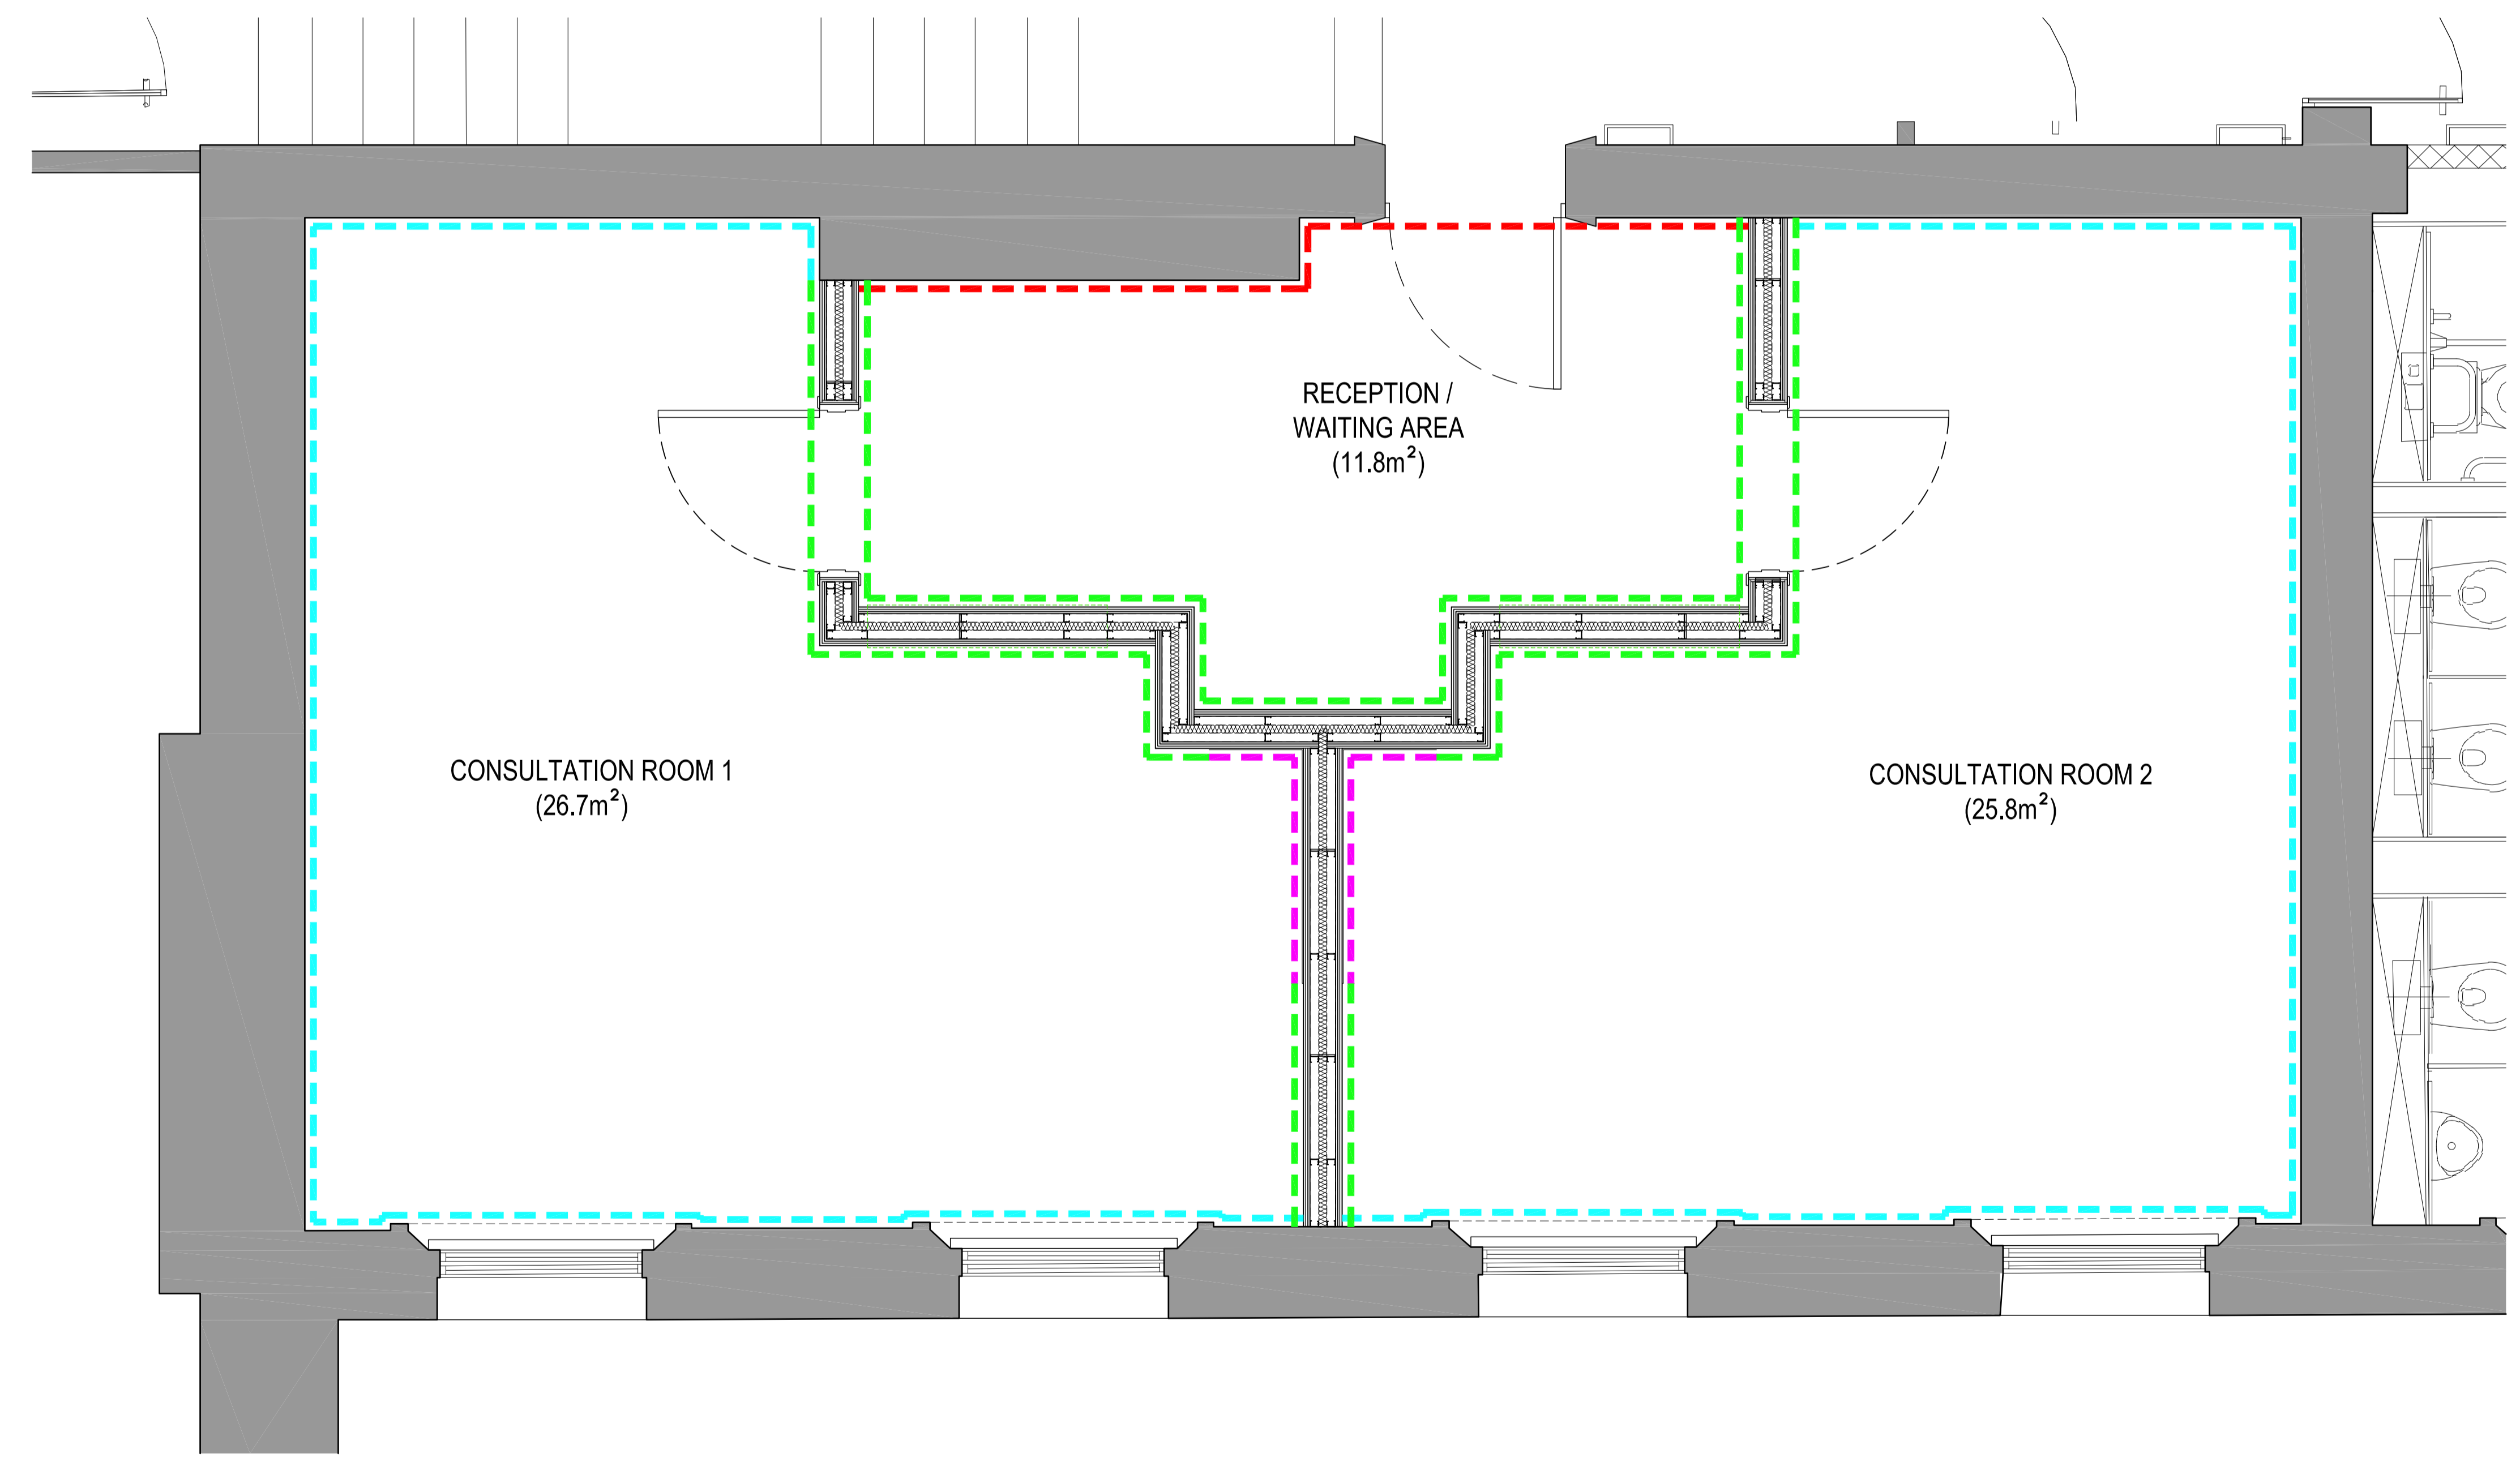 RECEPTION /
WAITING AREA
(11.8m²)
CONSULTATION ROOM 1
(26.7m²)
CONSULTATION ROOM 2
(25.8m²)